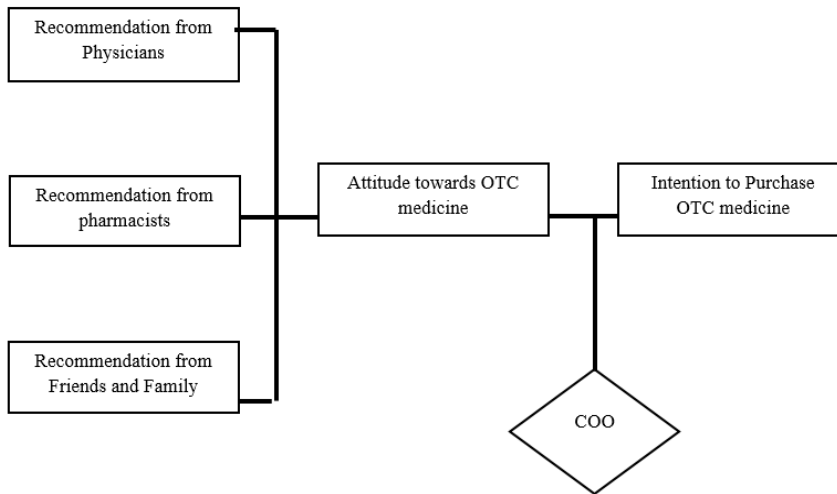 Recommendation from
Physicians
Recommendation from
pharmacists
Recommendation from
Friends and Family
Attitude towards OTC
medicine
Intention to Purchase
OTC medicine
COO